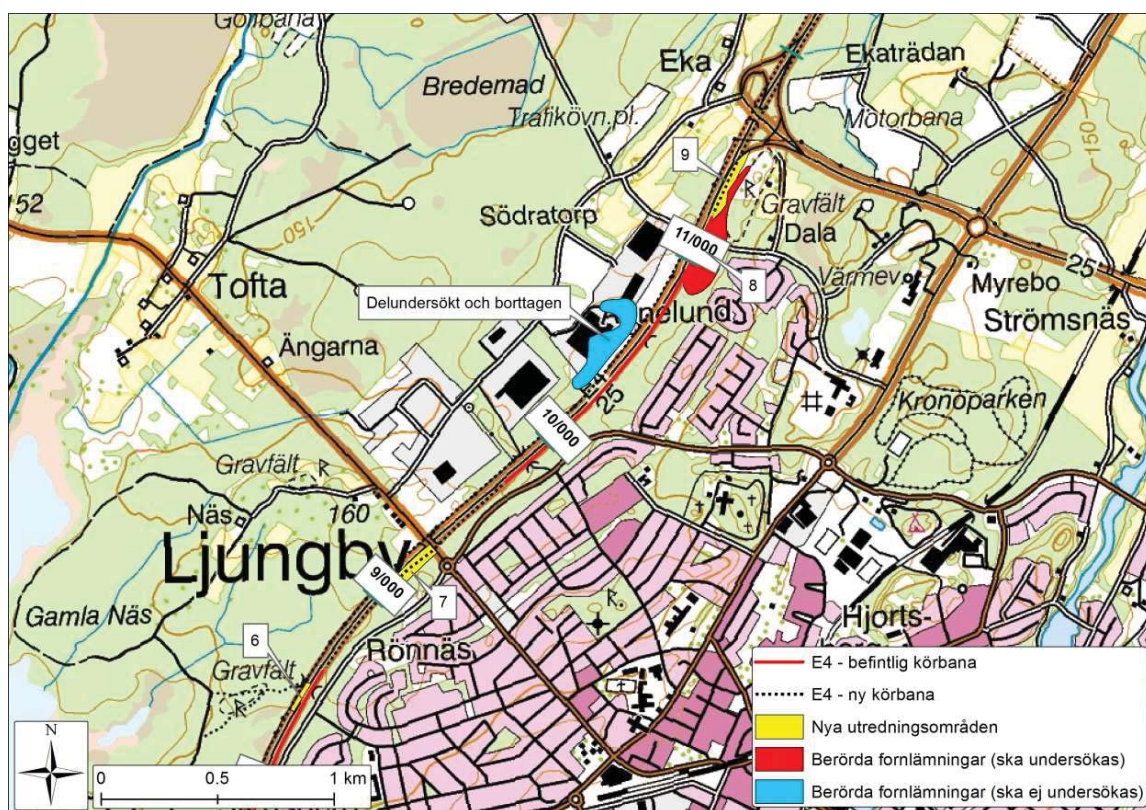 Bredemad
Eka
Ekaträdan
Trafikövn.pl.
Motorbana
gget
52
150
150
9
Södratorp
Gravfält
R
Dala
11/000
8
Värmev.
25
Myrebo
Strömsnäs
Tofta
Delundersökt och borttagen
nelund
Ängarna
25
Kronoparken
10/000
Gravfält
R
Näs
160
Ljungby
9/000
7
Gamla Näs
R
Hjorts-
6
Rönnäs
Gravfält
R
E4 - befintlig körbana
E4 - ny körbana
Nya utredningsområden
Berörda fornlämningar (ska undersökas)
Berörda fornlämningar (ska ej undersökas)
N
0 0.5 1 km